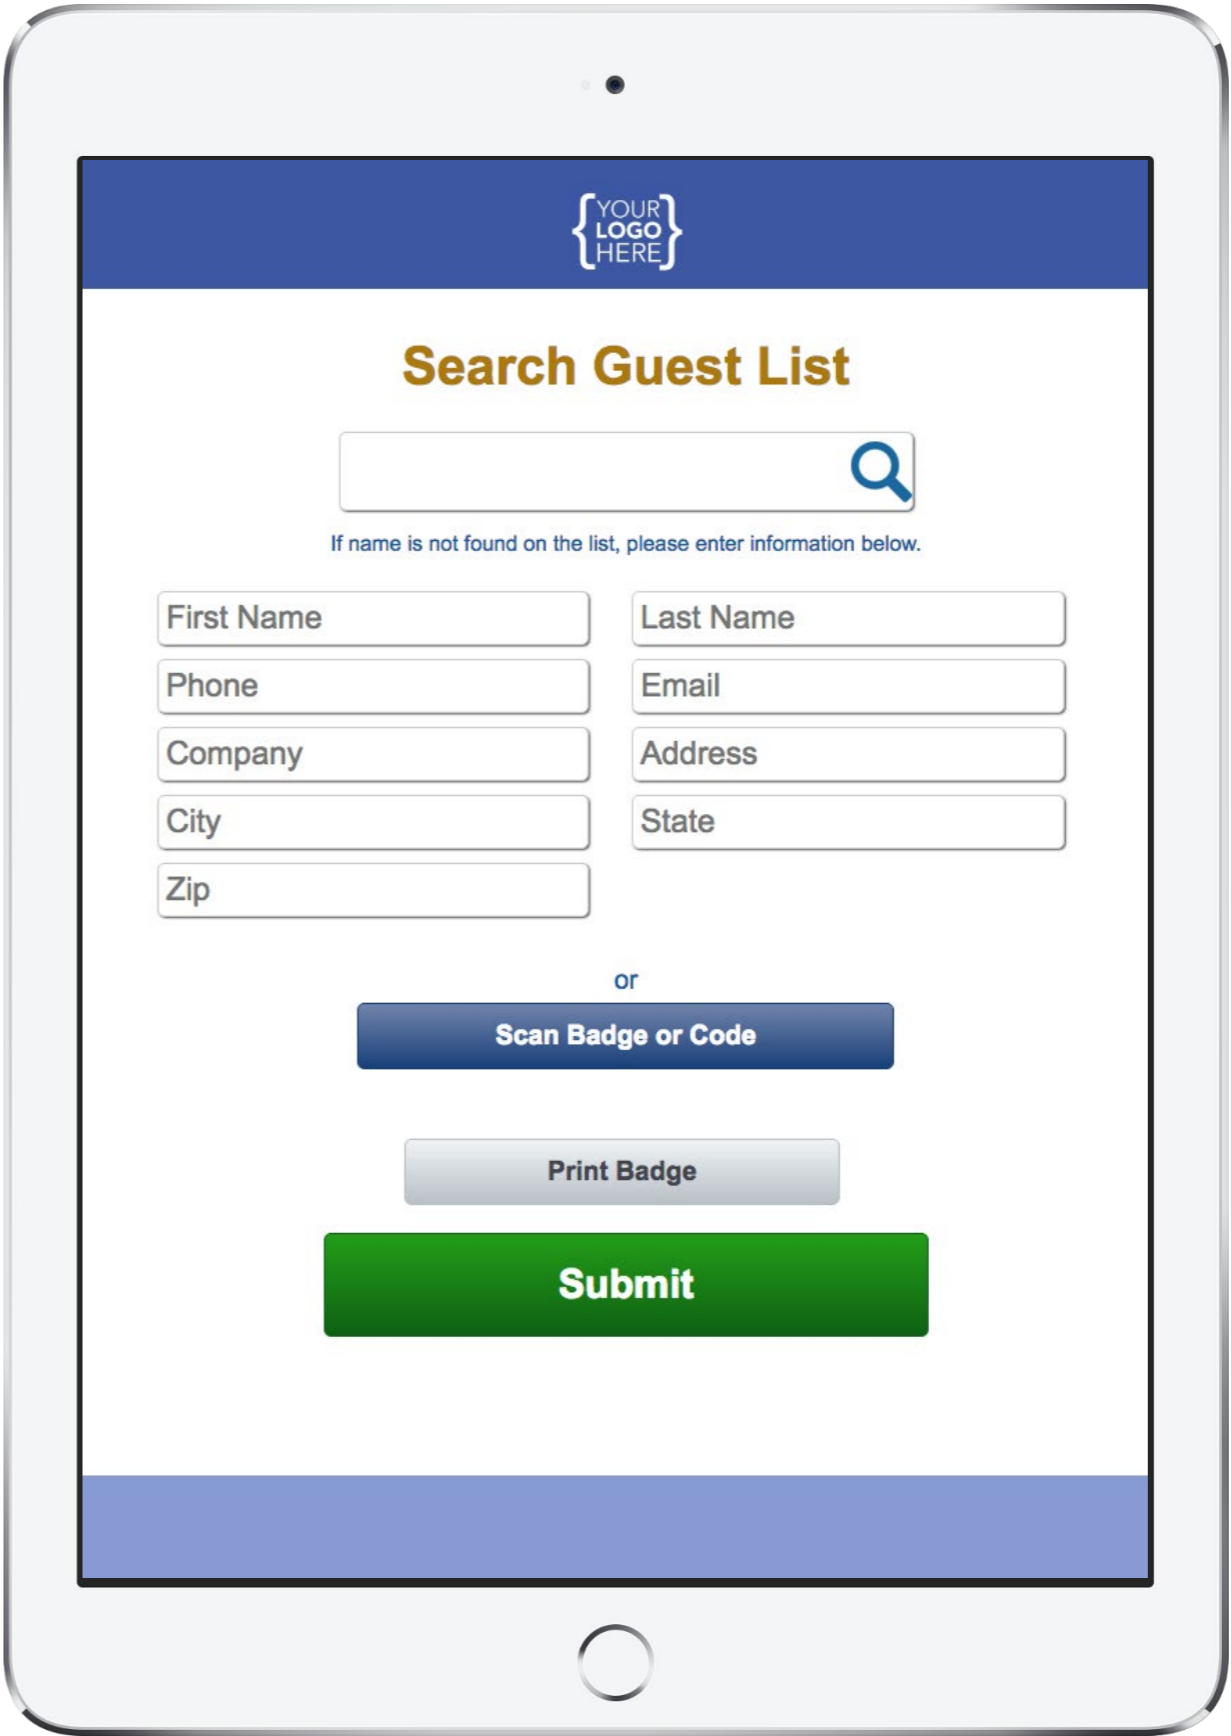 YOUR
LOGO
HERE
Search Guest List
If name is not found on the list, please enter information below.
First Name
Last Name
Phone
Email
Company
Address
City
State
Zip
or
Scan Badge or Code
Print Badge
Submit